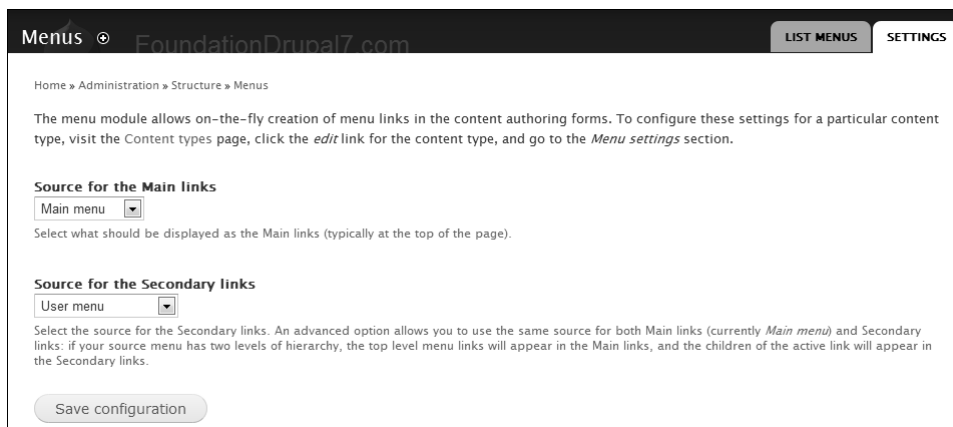 Menus
FoundationDrupal7.com
LIST MENUS
SETTINGS
Home » Administration » Structure » Menus
The menu module allows on-the-fly creation of menu links in the content authoring forms. To configure these settings for a particular content
type, visit the Content types page, click the edit link for the content type, and go to the Menu settings section.
Source for the Main links
Main menu
Select what should be displayed as the Main links (typically at the top of the page).
Source for the Secondary links
User menu
Select the source for the Secondary links. An advanced option allows you to use the same source for both Main links (currently Main menu) and Secondary
links: if your source menu has two levels of hierarchy, the top level menu links will appear in the Main links, and the children of the active link will appear in
the Secondary links.
Save configuration